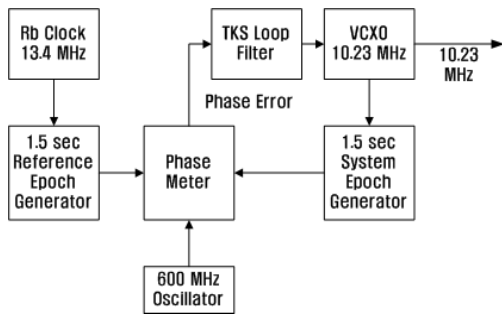 Rb Clock
13.4 MHz
TKS Loop
Filter
VCXO
10.23 MHz
10.23
MHz
Phase Error
1.5 sec
Reference
Epoch
Generator
Phase
Meter
1.5 sec
System
Epoch
Generator
600 MHz
Oscillator